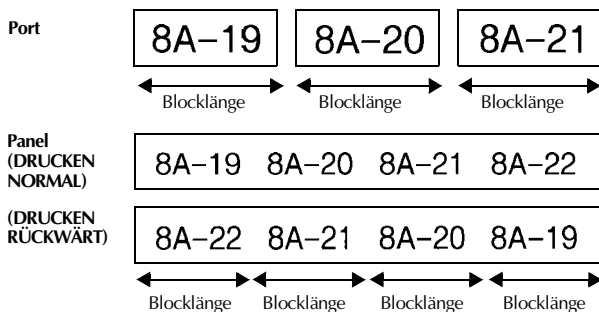 Port
8A-19 8A-20 8A-21
Blocklänge Blocklänge Blocklänge
Panel
(DRUCKEN
NORMAL)
8A-19 8A-20 8A-21 8A-22
(DRUCKEN
RÜCKWÄRT)
8A-22 8A-21 8A-20 8A-19
Blocklänge Blocklänge Blocklänge Blocklänge